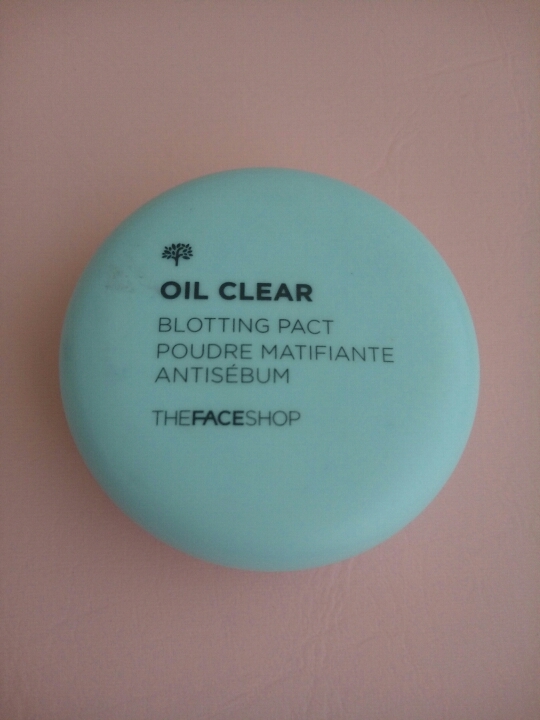 OIL CLEAR
BLOTTING PACT
POUDRE MATIFIANTE
ANTISÉBUM
THEFACESHOP